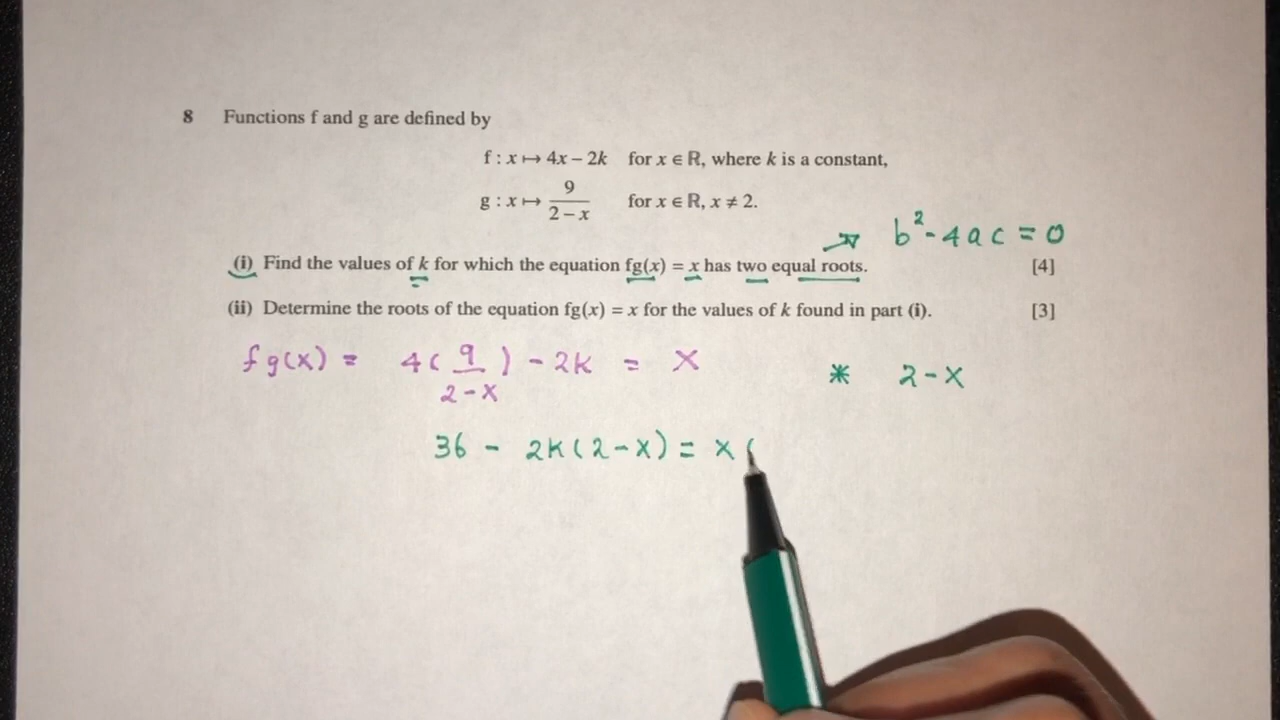 8 Functions f and g are defined by
f : x ↦ 4x − 2k for x ∈ ℝ, where k is a constant,
g : x ↦ 9/(2 − x) for x ∈ ℝ, x ≠ 2.
b² - 4ac = 0
(i) Find the values of k for which the equation fg(x) = x has two equal roots. [4]
(ii) Determine the roots of the equation fg(x) = x for the values of k found in part (i). [3]
fg(x) = 4(9/(2-x)) - 2k = x * 2-x
36 - 2k(2-x) = x(